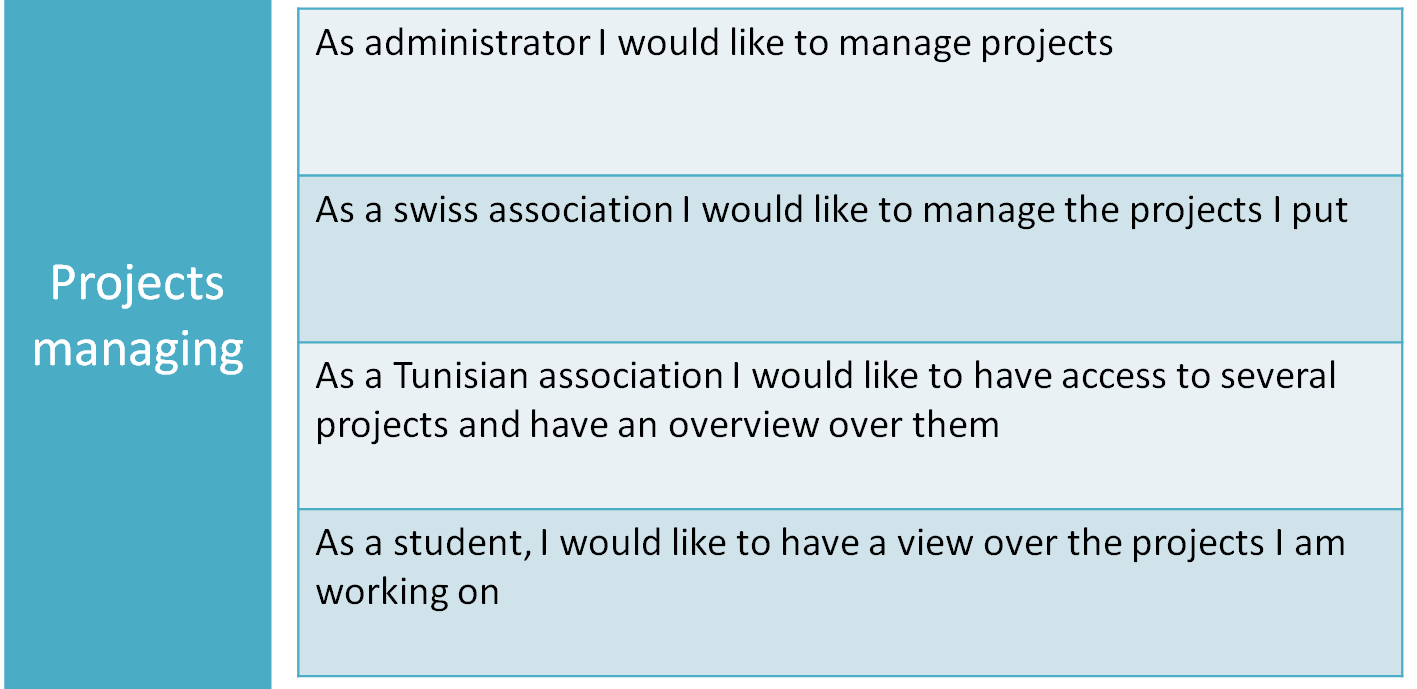 Projects
managing
As administrator I would like to manage projects
As a swiss association I would like to manage the projects I put
As a Tunisian association I would like to have access to several
projects and have an overview over them
As a student, I would like to have a view over the projects I am
working on